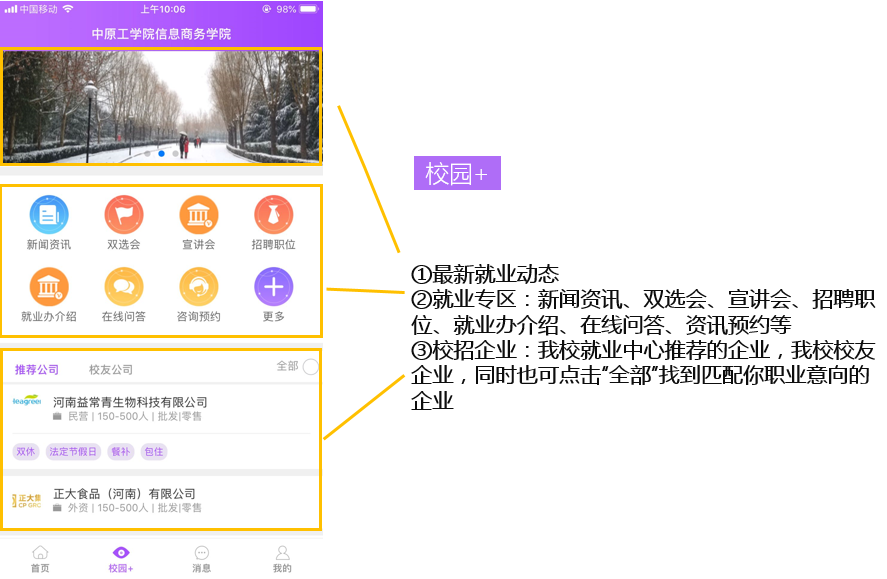 中国移动 上午10:06 98%
中原工学院信息商务学院
新闻资讯 双选会 宣讲会 招聘职位
就业办介绍 在线问答 咨询预约 更多
推荐公司 校友公司 全部
leagreen
河南益常青生物科技有限公司
民营 | 150-500人 | 批发|零售
双休 法定节假日 餐补 包住
正大食品（河南）有限公司
外资 | 150-500人 | 批发|零售
首页 校园+ 消息 我的
校园+
①最新就业动态
②就业专区：新闻资讯、双选会、宣讲会、招聘职
位、就业办介绍、在线问答、资讯预约等
③校招企业：我校就业中心推荐的企业，我校校友
企业，同时也可点击“全部”找到匹配你职业意向的
企业